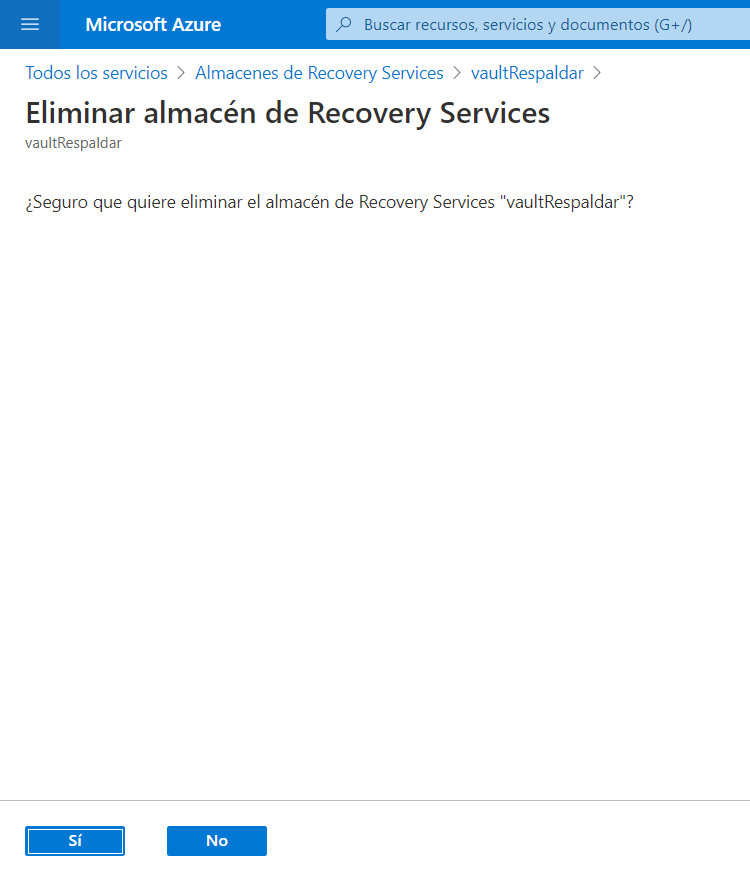 Microsoft Azure
Buscar recursos, servicios y documentos (G+/)
Todos los servicios > Almacenes de Recovery Services > vaultRespaldar >
Eliminar almacén de Recovery Services
vaultRespaldar
¿Seguro que quiere eliminar el almacén de Recovery Services "vaultRespaldar"?
Sí
No